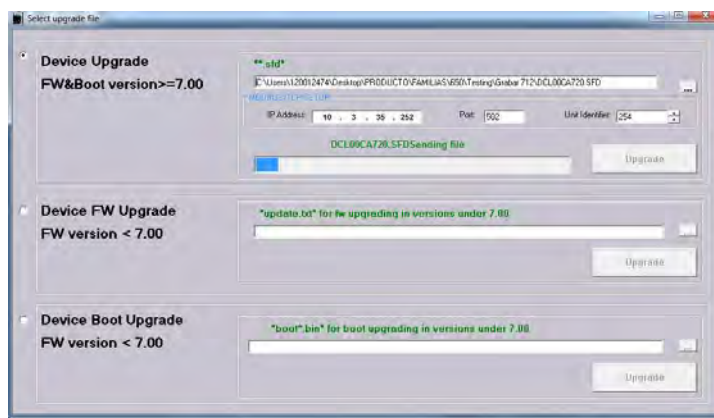 Select upgrade file
Device Upgrade
FW&Boot version>=7.00
"*.sfd"
C:\Users\120012474\Desktop\PRODUCTO\FAMILIAS\650\Testing\Grabar 712\DCL00CA720.SFD
...
IP Address: 10 . 3 . 35 . 252 Port: 502 Unit Identifier: 254
DCL00CA720.SFDSending file
Upgrade
Device FW Upgrade
FW version < 7.00
"update.txt" for fw upgrading in versions under 7.00
...
Upgrade
Device Boot Upgrade
FW version < 7.00
"boot*.bin" for boot upgrading in versions under 7.00
...
Upgrade